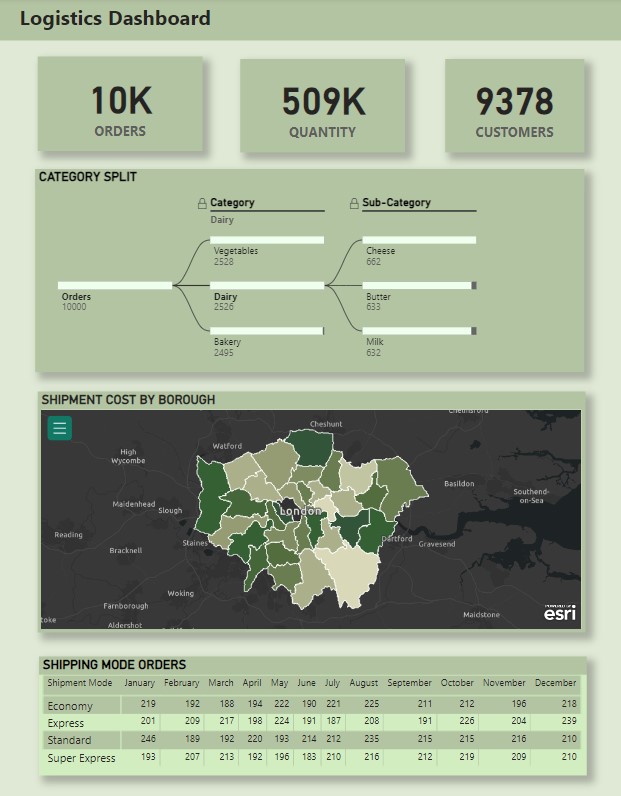 Logistics Dashboard
10K 509K 9378
ORDERS QUANTITY CUSTOMERS
CATEGORY SPLIT
Category Sub-Category
Dairy
Vegetables Cheese
2528 662
Orders Dairy Butter
10000 2526 633
Bakery Milk
2495 632
SHIPMENT COST BY BOROUGH
Chelmsford
Cheshunt
Watford
High
Wycombe
Basildon
Southend-
on-Sea
Maidenhead
Slough
London
Reading
Staines
Dartford
Bracknell
Gravesend
Woking
Farnborough
Maidstone
oke
Aldershot
POWERED BY
esri
SHIPPING MODE ORDERS
Shipment Mode January February March April May June July August September October November December
Economy 219 192 188 194 222 190 221 225 211 212 196 218
Express 201 209 217 198 224 191 187 208 191 226 204 239
Standard 246 189 192 220 193 214 212 235 215 215 216 210
Super Express 193 207 213 192 196 183 210 216 212 219 209 210